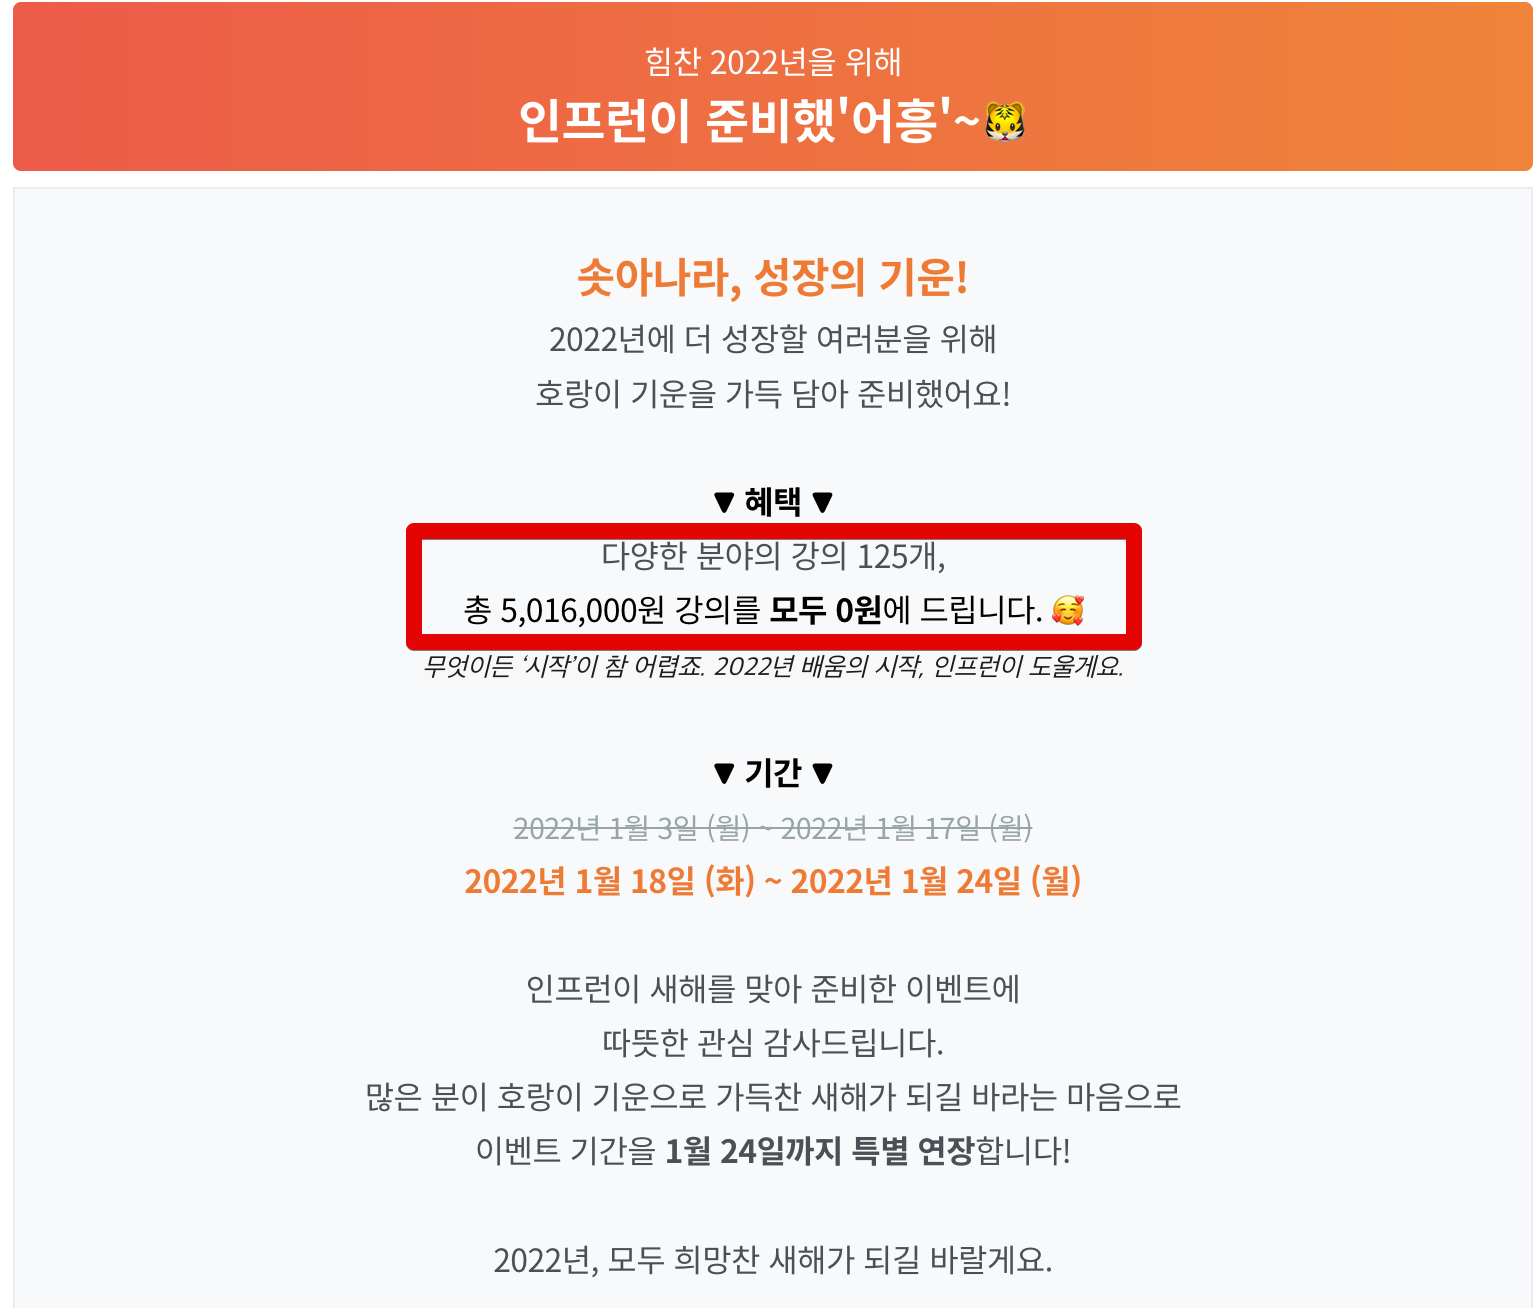 힘찬 2022년을 위해
인프런이 준비했'어흥'~🐯
솟아나라, 성장의 기운!
2022년에 더 성장할 여러분을 위해
호랑이 기운을 가득 담아 준비했어요!
▼ 혜택 ▼
다양한 분야의 강의 125개,
총 5,016,000원 강의를 모두 0원에 드립니다. 🥰
무엇이든 ‘시작’이 참 어렵죠. 2022년 배움의 시작, 인프런이 도울게요.
▼ 기간 ▼
2022년 1월 3일 (월) ~ 2022년 1월 17일 (월)
2022년 1월 18일 (화) ~ 2022년 1월 24일 (월)
인프런이 새해를 맞아 준비한 이벤트에
따뜻한 관심 감사드립니다.
많은 분이 호랑이 기운으로 가득찬 새해가 되길 바라는 마음으로
이벤트 기간을 1월 24일까지 특별 연장합니다!
2022년, 모두 희망찬 새해가 되길 바랄게요.